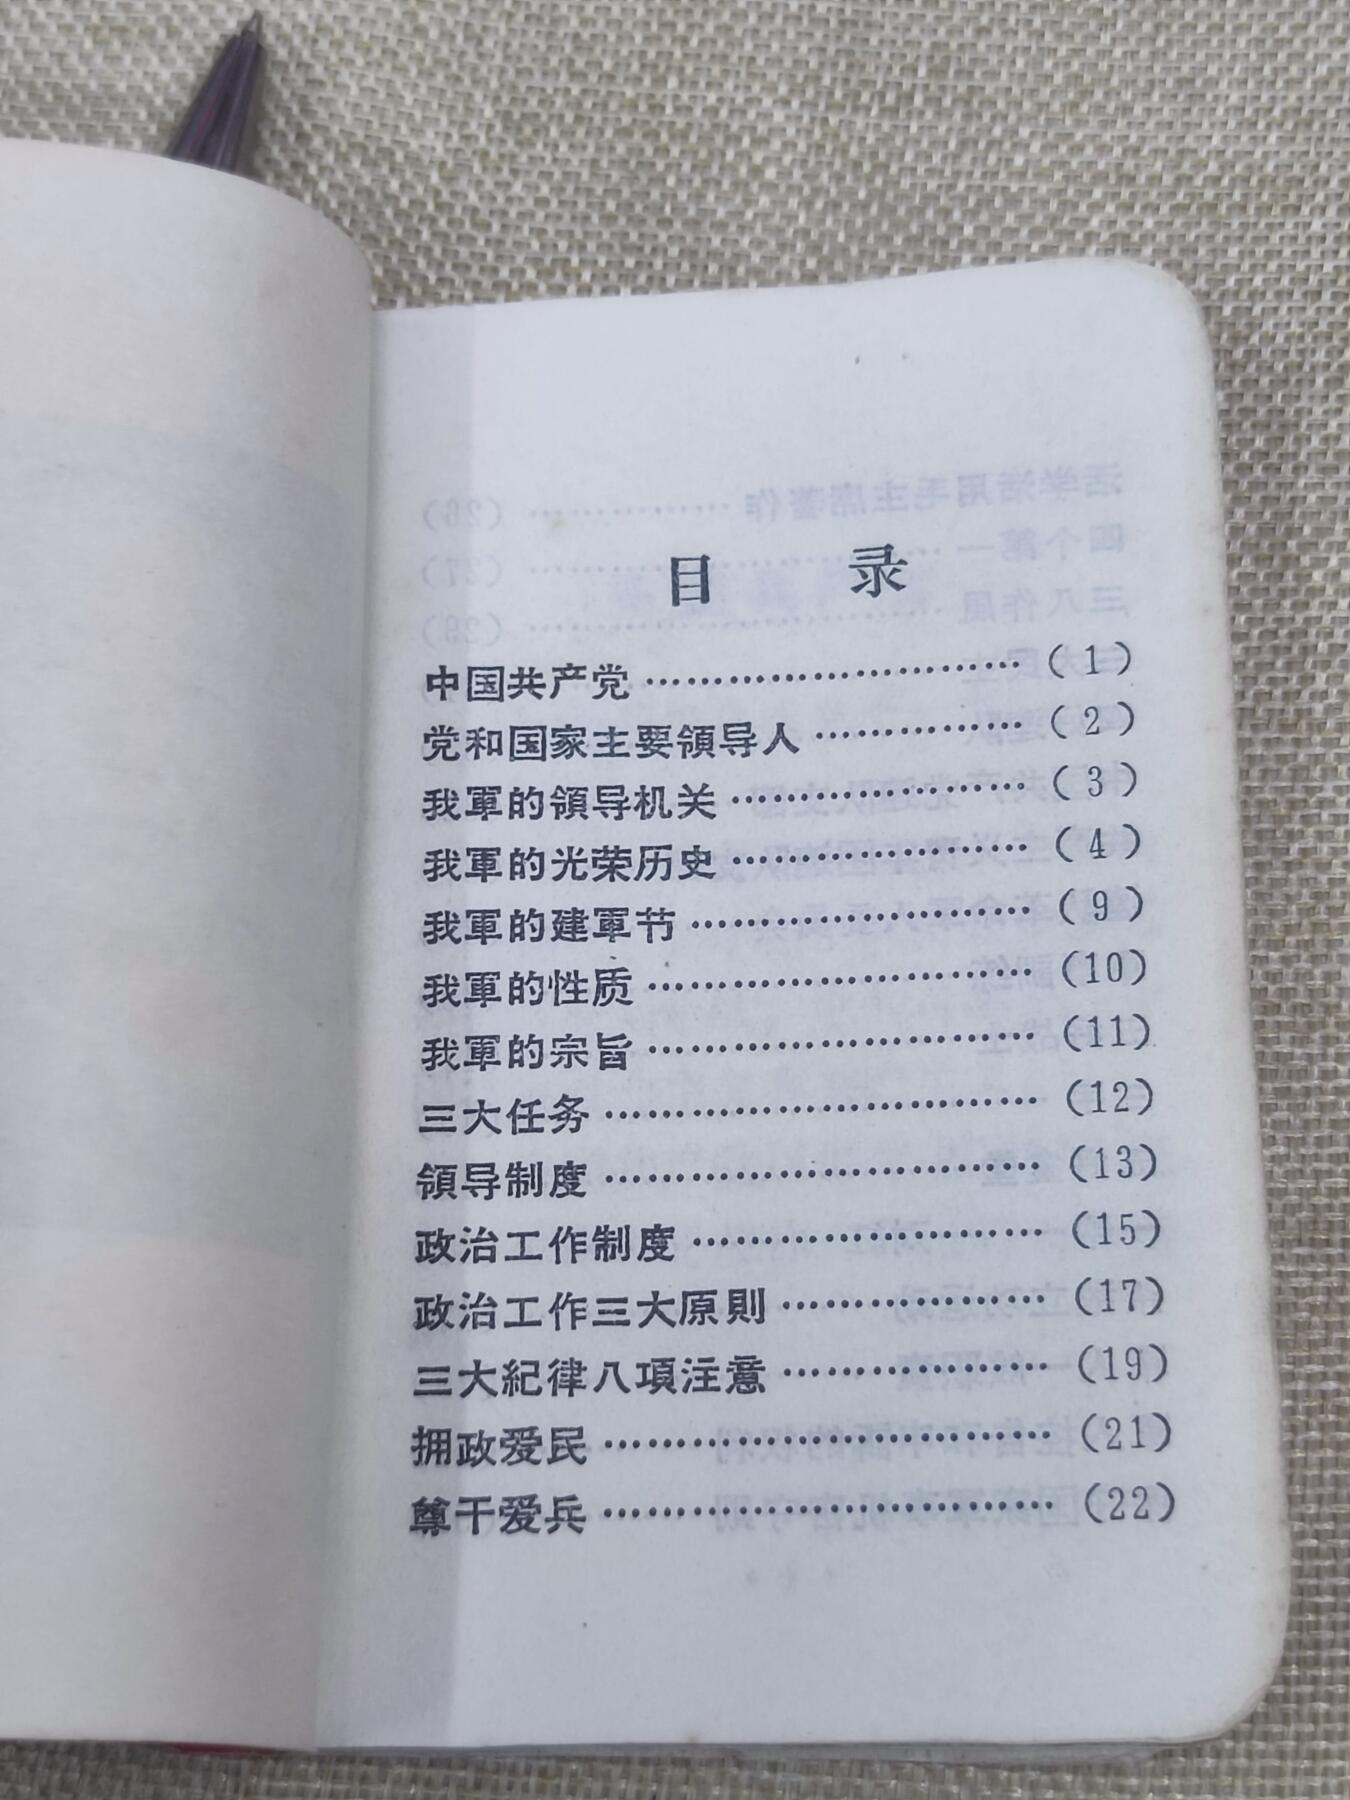 目 录
中国共产党……………………………(1)
党和国家主要領导人……………(2)
我軍的領导机关…………………(3)
我軍的光荣历史…………………(4)
我軍的建軍节……………………(9)
我軍的性质………………………(10)
我軍的宗旨………………………(11)
三大任务…………………………(12)
領导制度…………………………(13)
政治工作制度……………………(15)
政治工作三大原則………………(17)
三大紀律八項注意………………(19)
拥政爱民…………………………(21)
尊干爱兵…………………………(22)